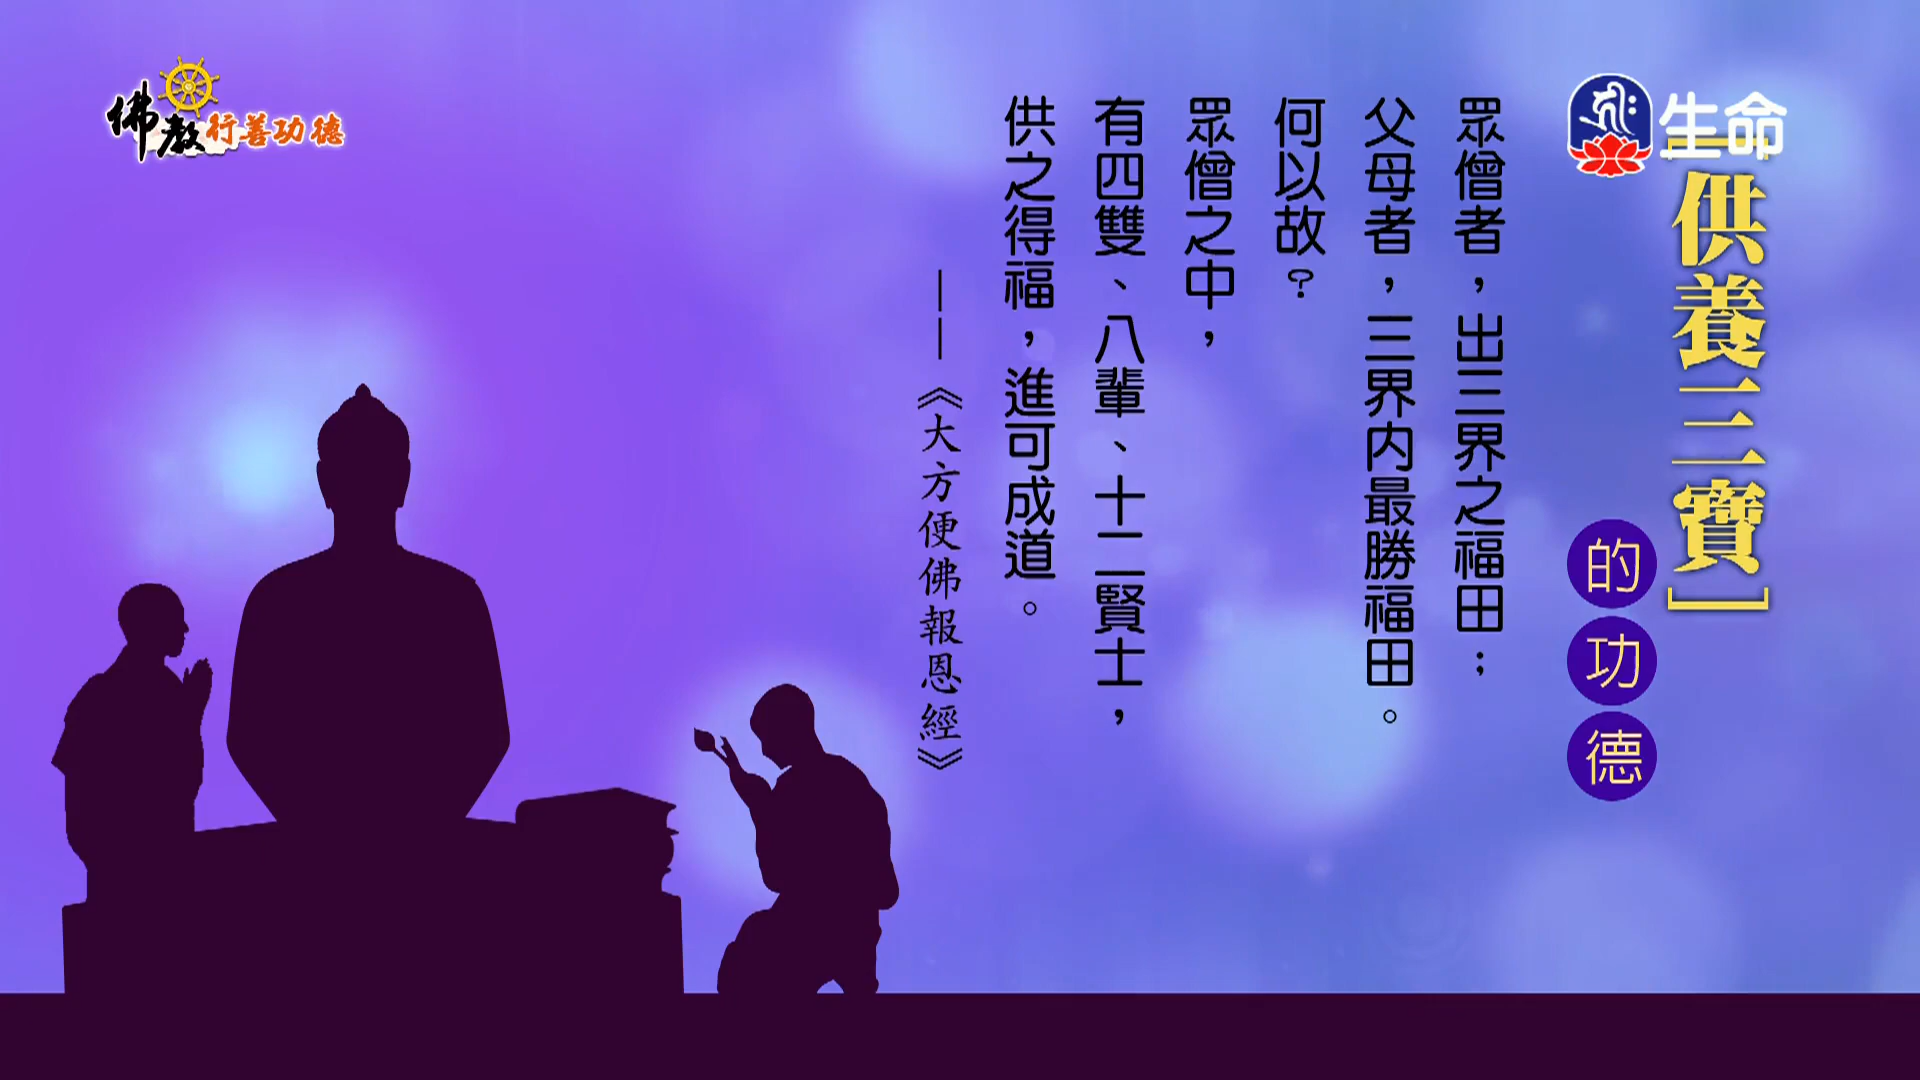 佛教行善功德
生命
[供養三寶]
的功德
眾僧者，出三界之福田；
父母者，三界內最勝福田。
何以故？
眾僧之中，
有四雙、八輩、十二賢士，
供之得福，進可成道。
——《大方便佛報恩經》